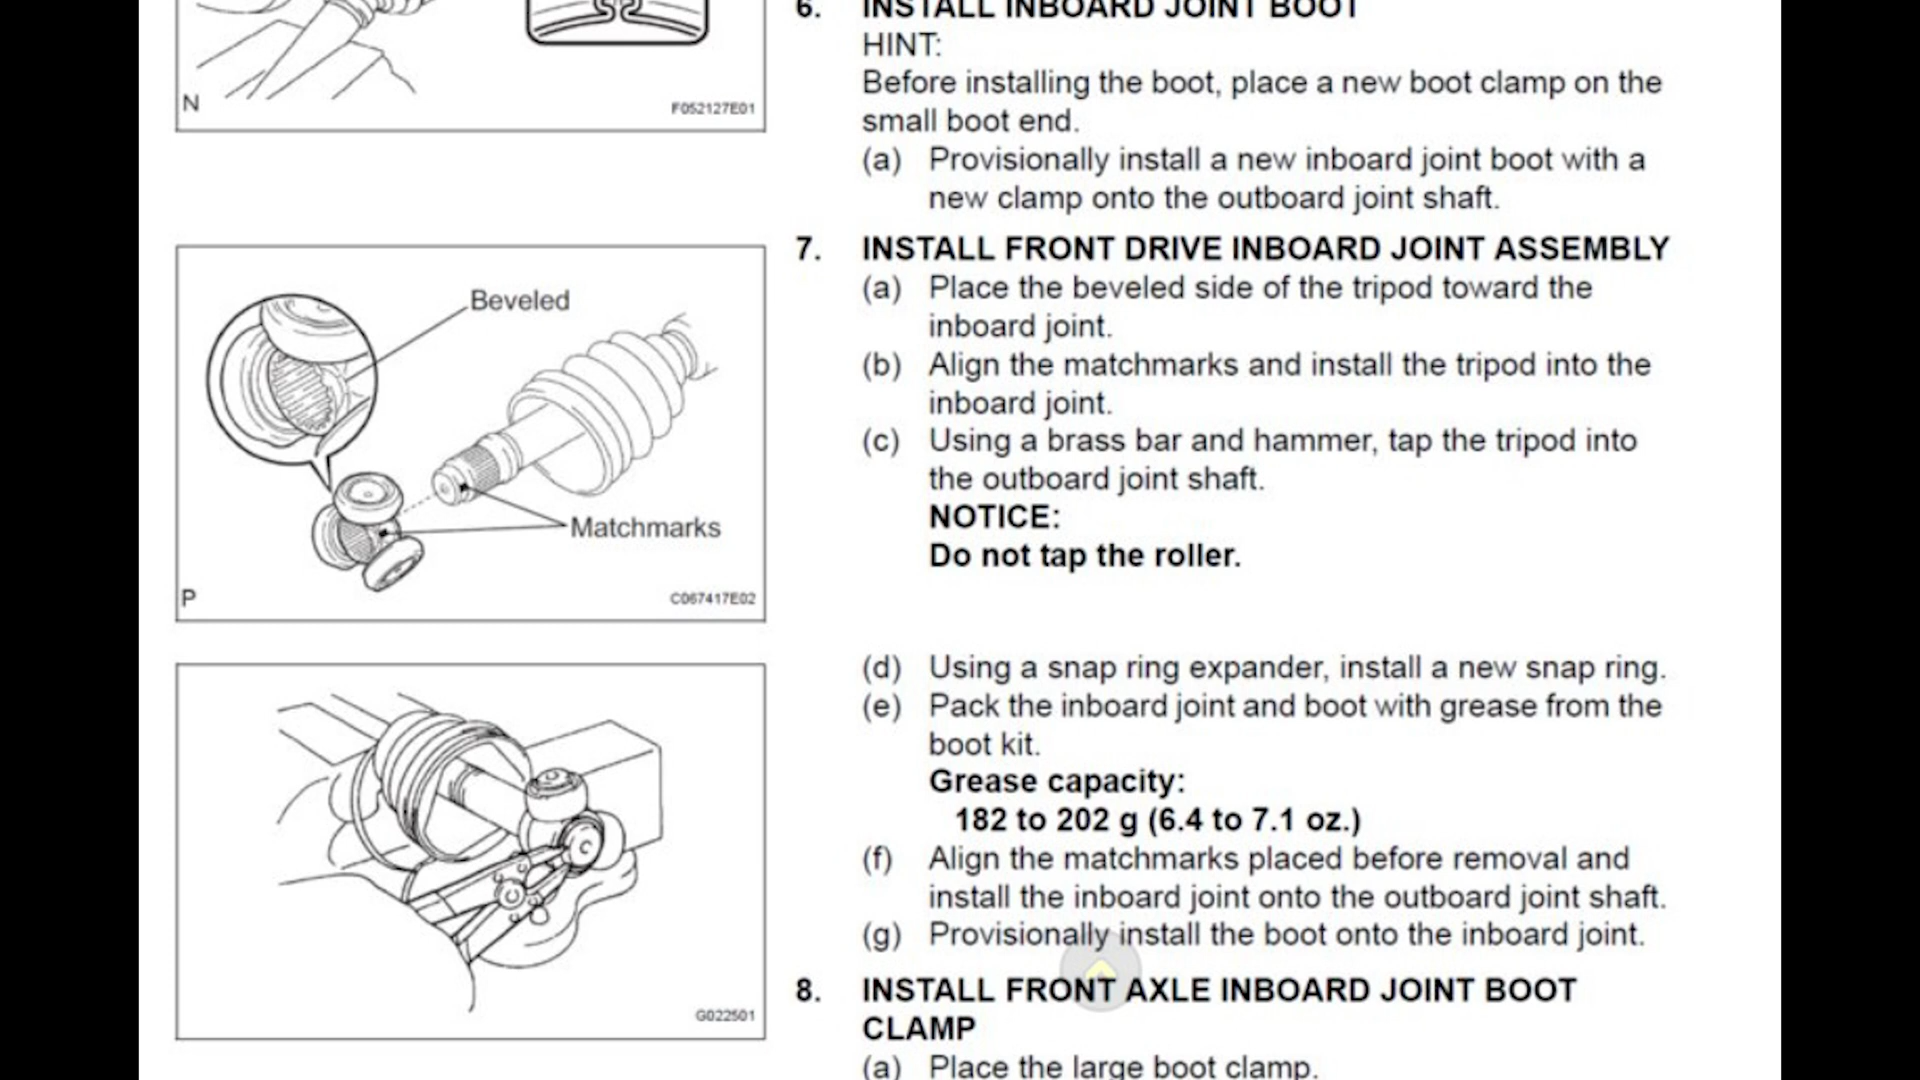 6. INSTALL INBOARD JOINT BOOT
HINT:
Before installing the boot, place a new boot clamp on the
small boot end.
(a) Provisionally install a new inboard joint boot with a
new clamp onto the outboard joint shaft.
N
F052127E01
7. INSTALL FRONT DRIVE INBOARD JOINT ASSEMBLY
(a) Place the beveled side of the tripod toward the
inboard joint.
(b) Align the matchmarks and install the tripod into the
inboard joint.
(c) Using a brass bar and hammer, tap the tripod into
the outboard joint shaft.
NOTICE:
Do not tap the roller.
Beveled
Matchmarks
P
C067417E02
(d) Using a snap ring expander, install a new snap ring.
(e) Pack the inboard joint and boot with grease from the
boot kit.
Grease capacity:
182 to 202 g (6.4 to 7.1 oz.)
(f) Align the matchmarks placed before removal and
install the inboard joint onto the outboard joint shaft.
(g) Provisionally install the boot onto the inboard joint.
G022501
8. INSTALL FRONT AXLE INBOARD JOINT BOOT
CLAMP
(a) Place the large boot clamp.